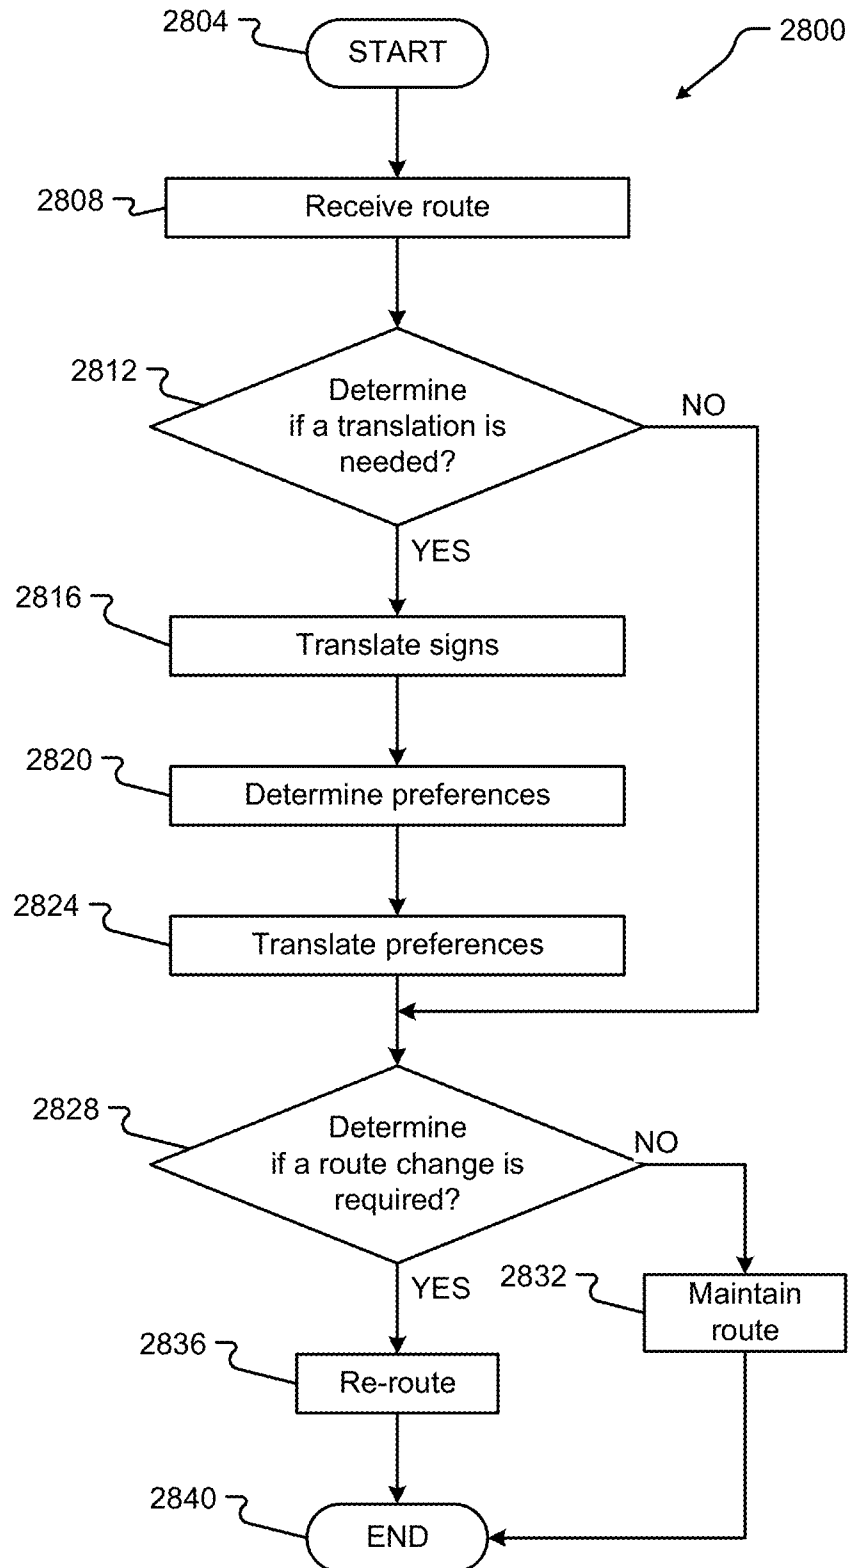 2804
START
2800
2808
Receive route
2812
Determine
if a translation is
needed?
NO
YES
2816
Translate signs
2820
Determine preferences
2824
Translate preferences
2828
Determine
if a route change is
required?
NO
YES
2832
Maintain
route
2836
Re-route
2840
END